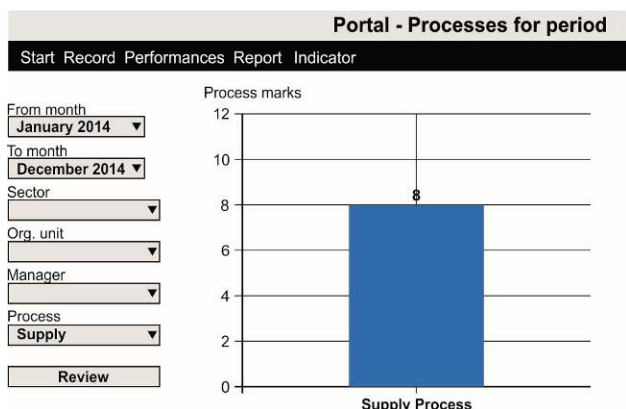 Portal - Processes for period
Start Record Performances Report Indicator
From month
January 2014
To month
December 2014
Sector
Org. unit
Manager
Process
Supply
Review
Process marks
12
10
8
8
6
4
2
0
Supply Process